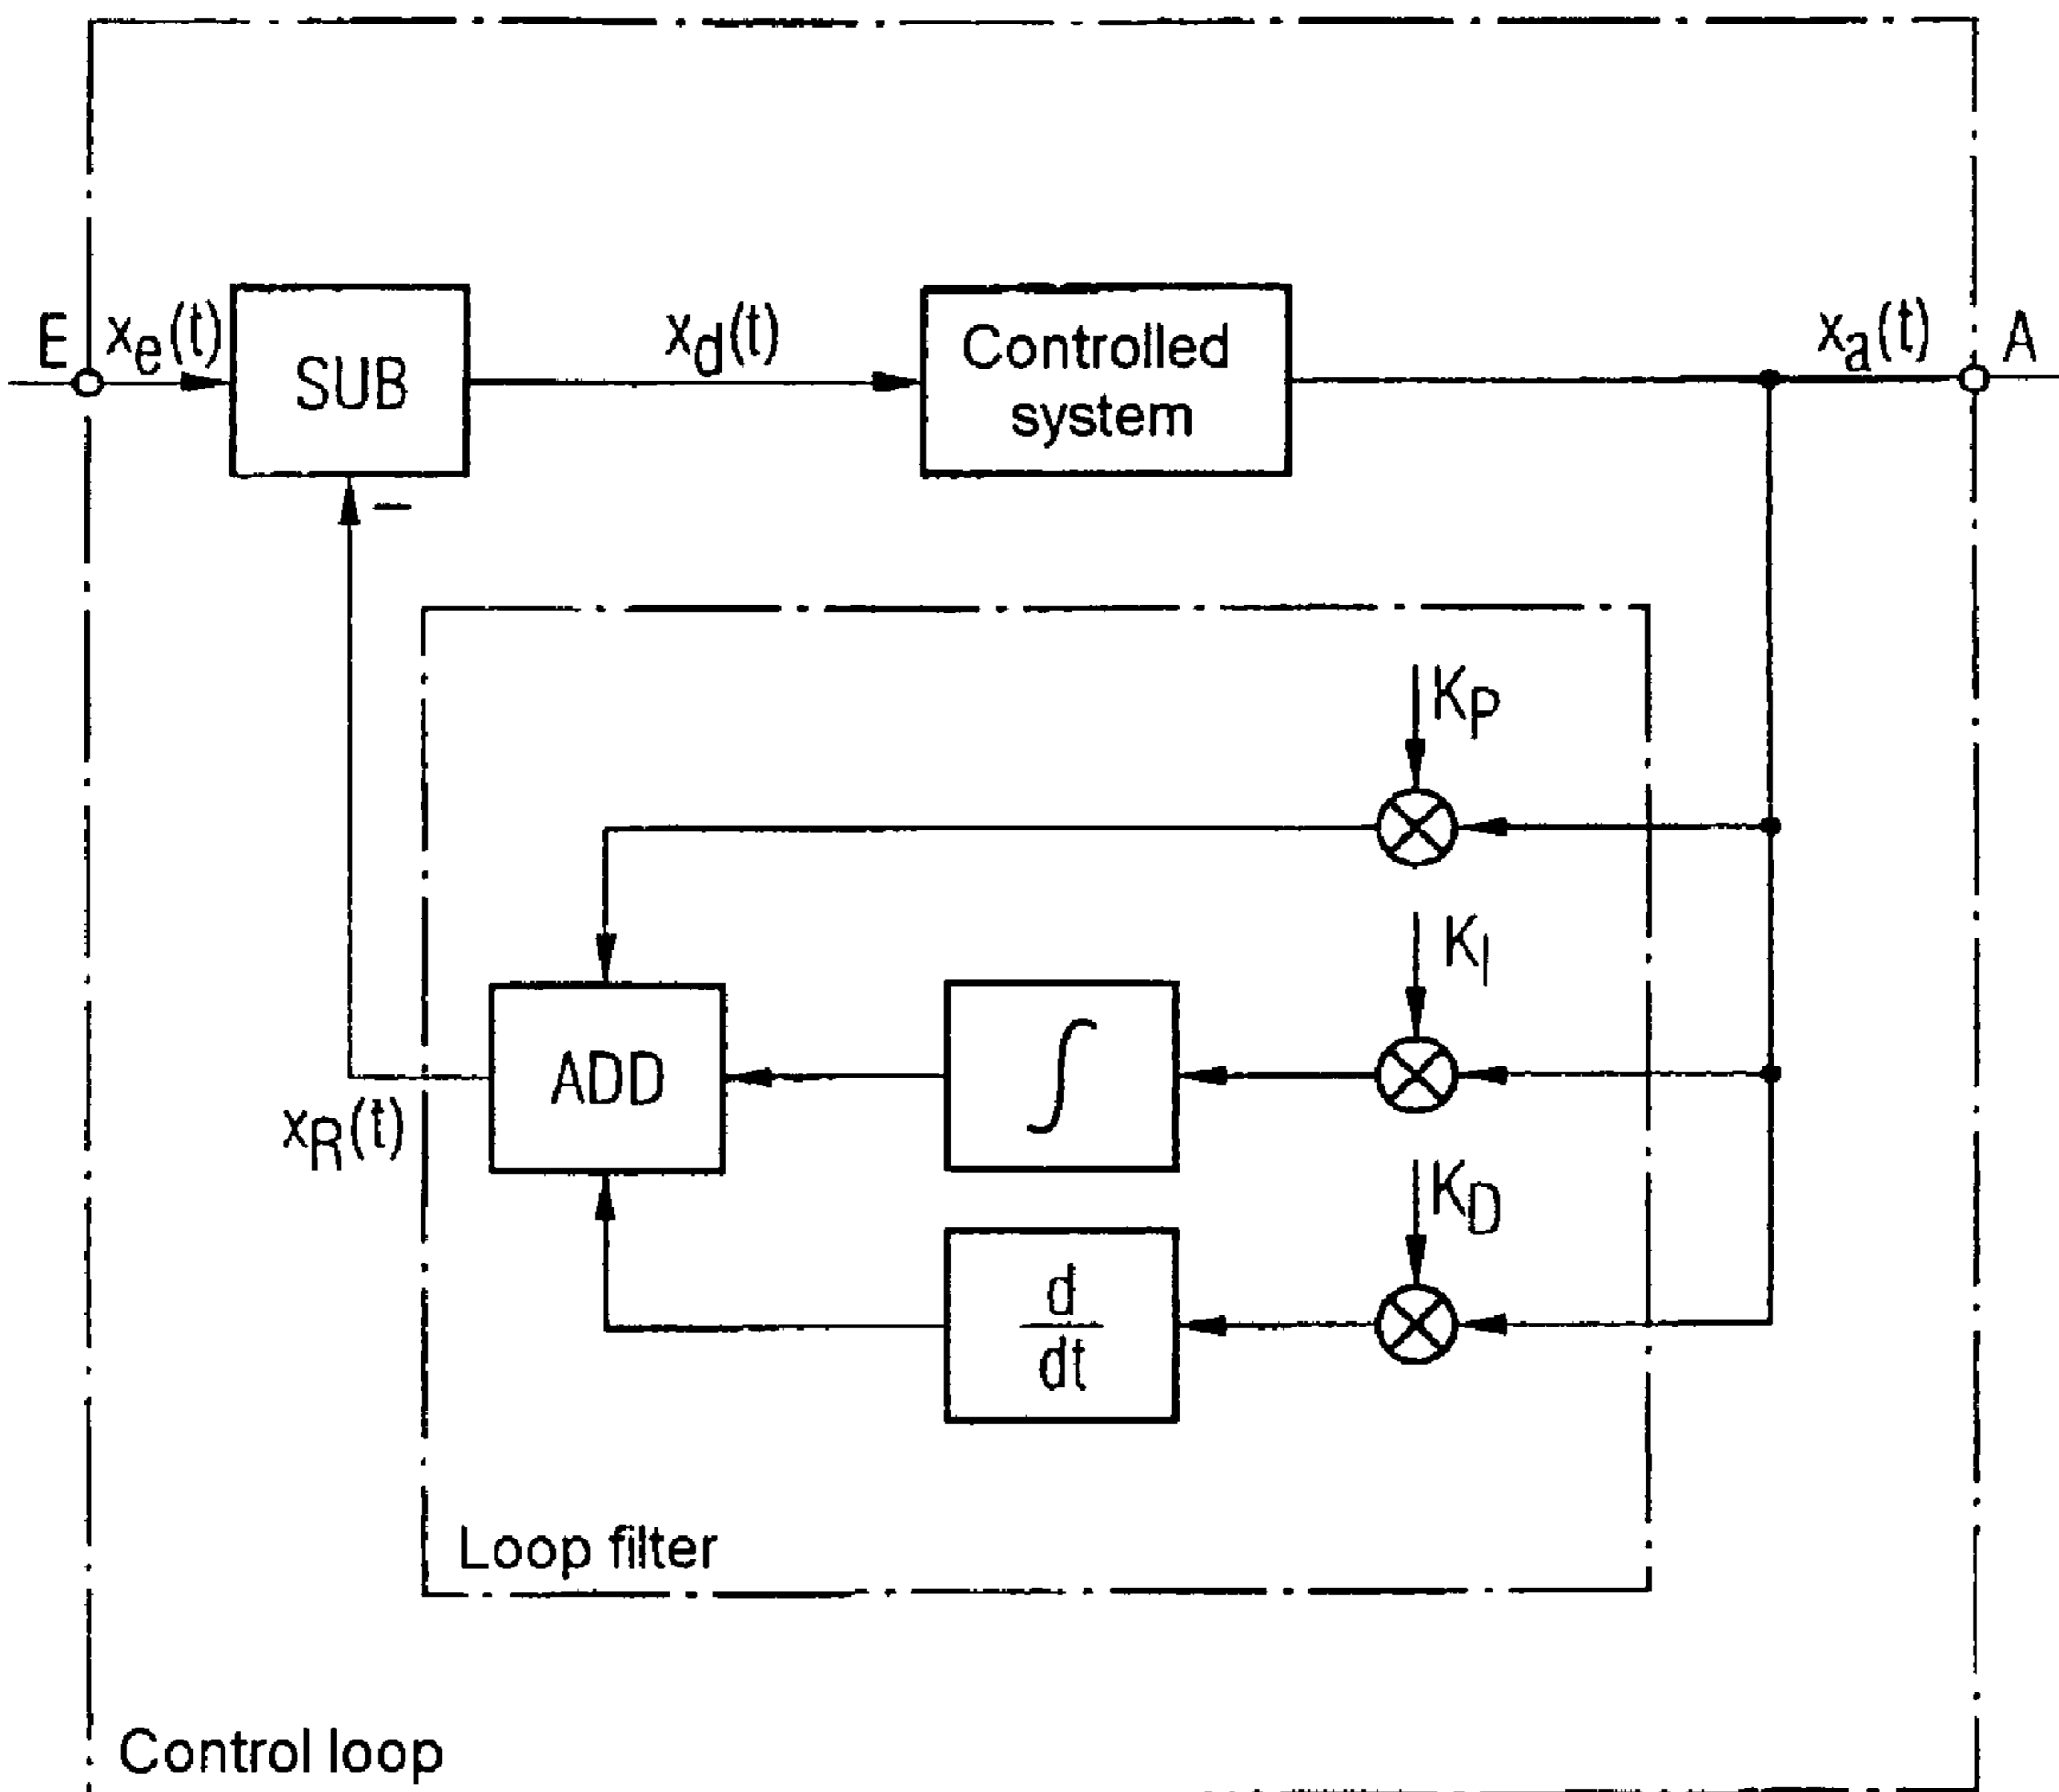 E
xe(t)
SUB
xd(t)
Controlled
system
xa(t)
A
–
KP
KI
ADD
∫
xR(t)
KD
d
dt
Loop filter
Control loop